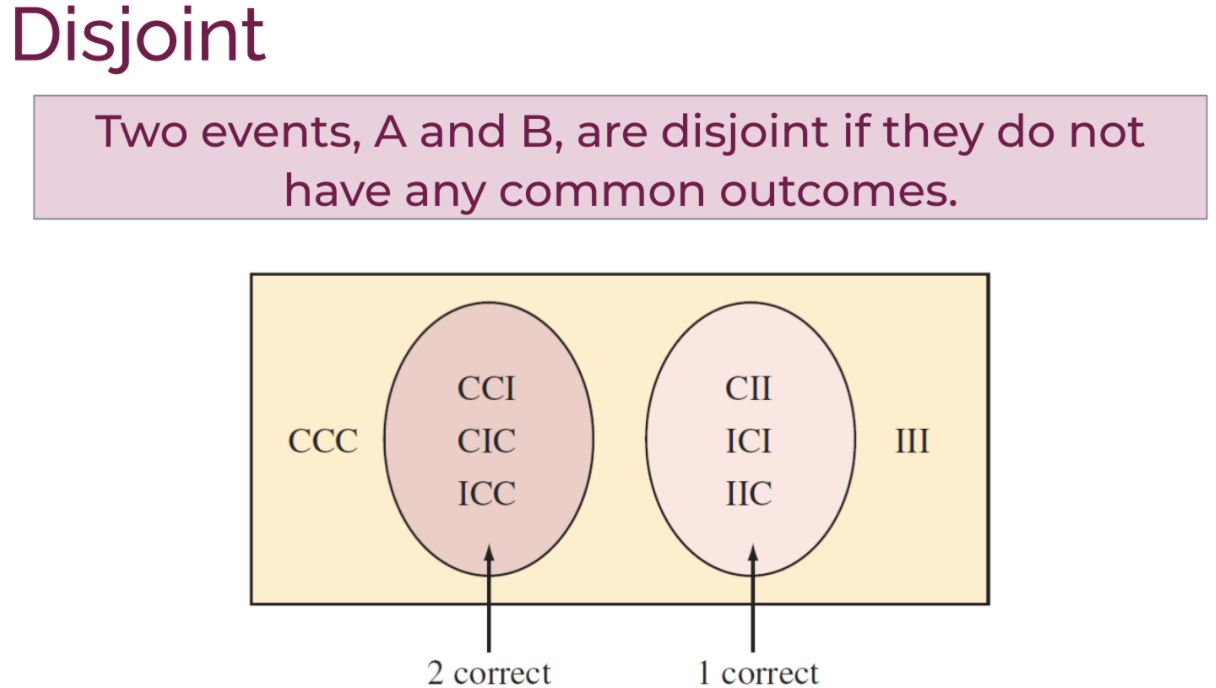 Disjoint
Two events, A and B, are disjoint if they do not
have any common outcomes.
CCI
CIC
ICC
CCC
CII
ICI
IIC
III
2 correct
1 correct